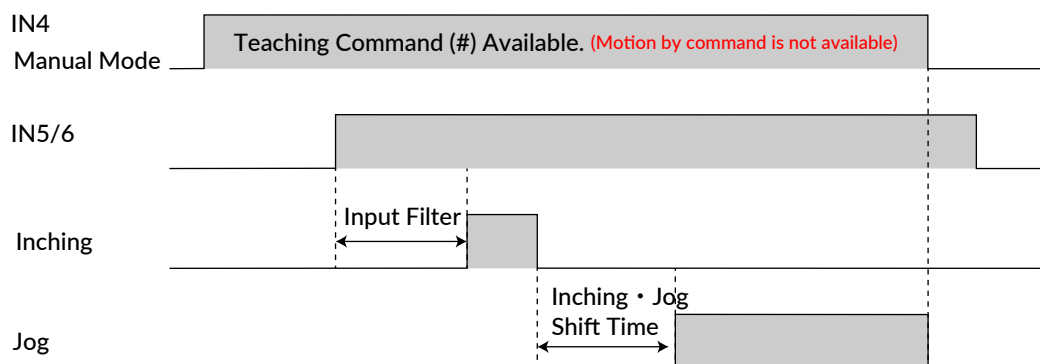 IN4
Manual Mode
Teaching Command (#) Available. (Motion by command is not available)
IN5/6
Input Filter
Inching
Inching・Jog
Shift Time
Jog